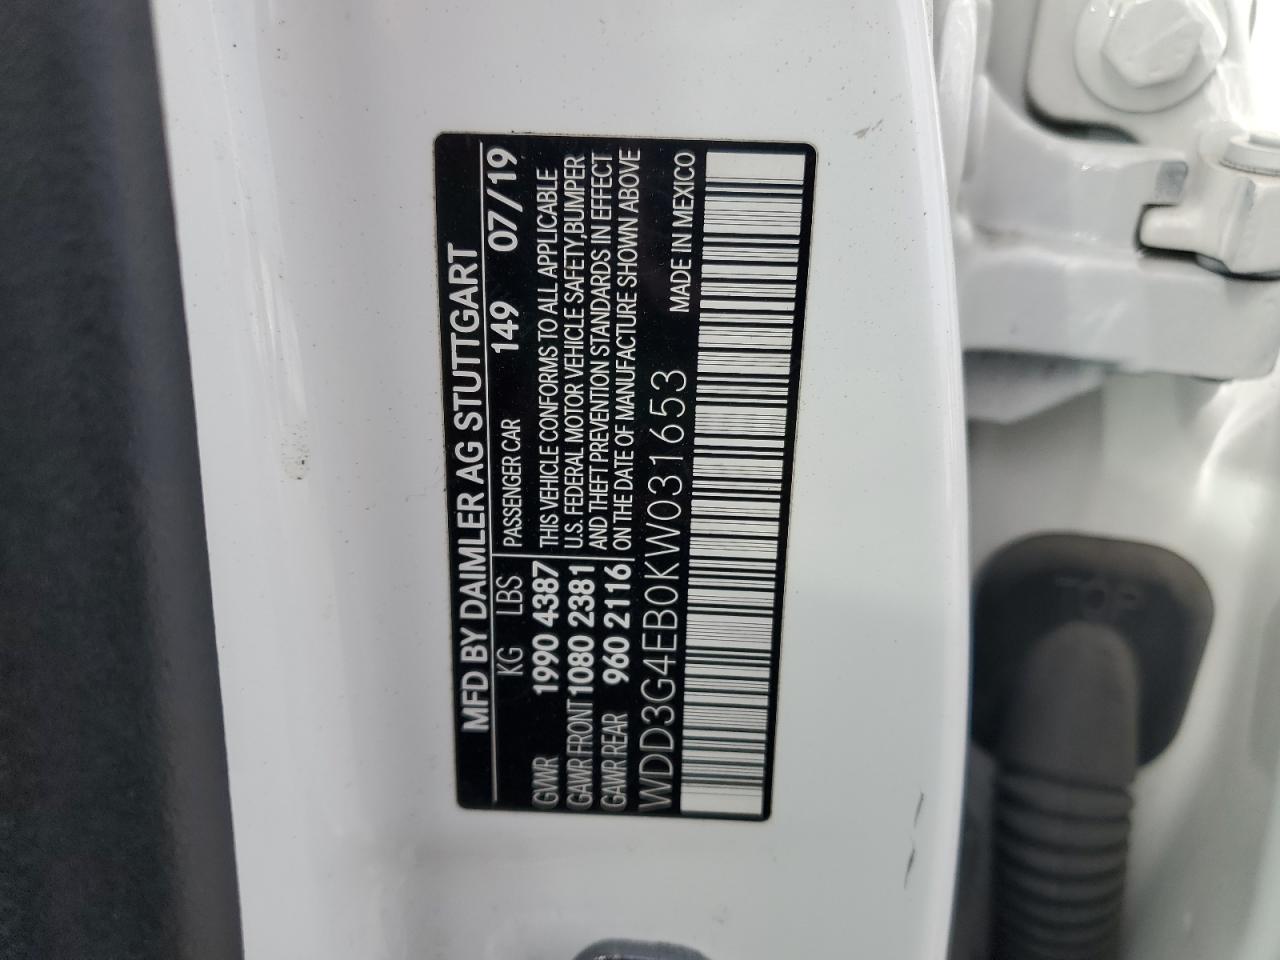 MFD BY DAIMLER AG STUTTGART
KG LBS PASSENGER CAR 149 07/19
GVWR 1990 4387 THIS VEHICLE CONFORMS TO ALL APPLICABLE
GAWR FRONT 1080 2381 U.S. FEDERAL MOTOR VEHICLE SAFETY,BUMPER
GAWR REAR 960 2116 AND THEFT PREVENTION STANDARDS IN EFFECT
ON THE DATE OF MANUFACTURE SHOWN ABOVE
WDD3G4EB0KW031653 MADE IN MEXICO
TOP